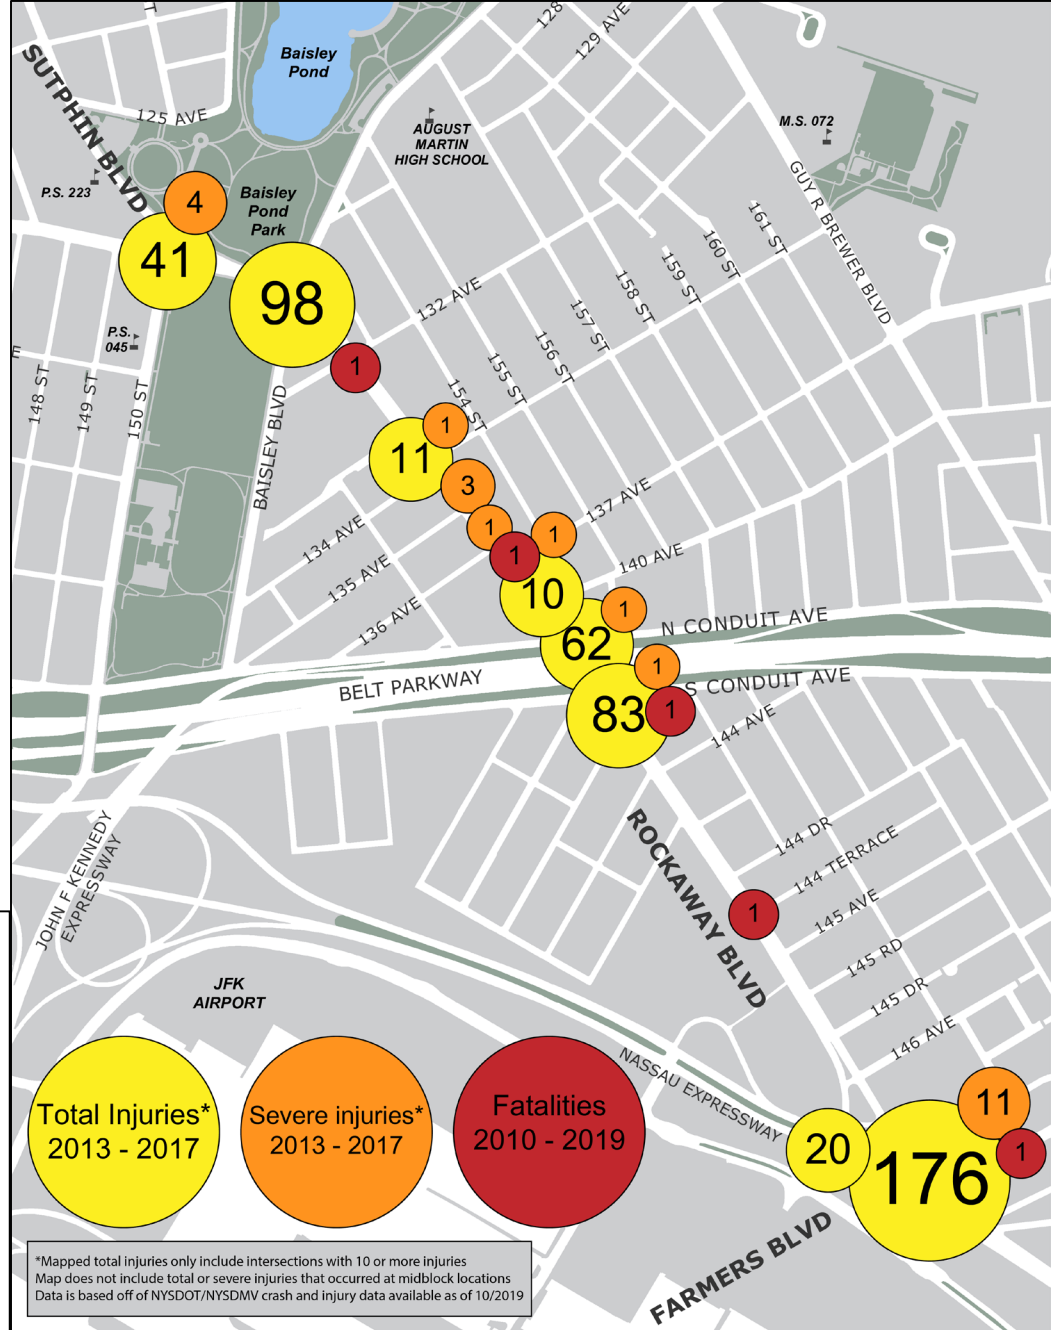 T
128
129 AVE
SUTPHIN BLVD
Baisley
Pond
125 AVE
AUGUST
MARTIN
HIGH SCHOOL
M.S. 072
P.S. 223
4
Baisley
Pond
Park
GUY R BREWER BLVD
161 ST
160 ST
159 ST
158 ST
157 ST
156 ST
155 ST
154 ST
41
98
132 AVE
P.S.
045
E
1
148 ST
149 ST
150 ST
BAISLEY BLVD
1
11
3
137 AVE
134 AVE
1
1
1
140 AVE
135 AVE
10
136 AVE
1
62
N CONDUIT AVE
1
BELT PARKWAY
S CONDUIT AVE
83
1
144 AVE
ROCKAWAY BLVD
144 DR
144 TERRACE
JOHN F KENNEDY
EXPRESSWAY
1
145 AVE
145 RD
145 DR
146 AVE
JFK
AIRPORT
NASSAU EXPRESSWAY
11
1
20
176
FARMERS BLVD
Total Injuries*
2013 - 2017
Severe injuries*
2013 - 2017
Fatalities
2010 - 2019
*Mapped total injuries only include intersections with 10 or more injuries
Map does not include total or severe injuries that occurred at midblock locations
Data is based off of NYSDOT/NYSDMV crash and injury data available as of 10/2019